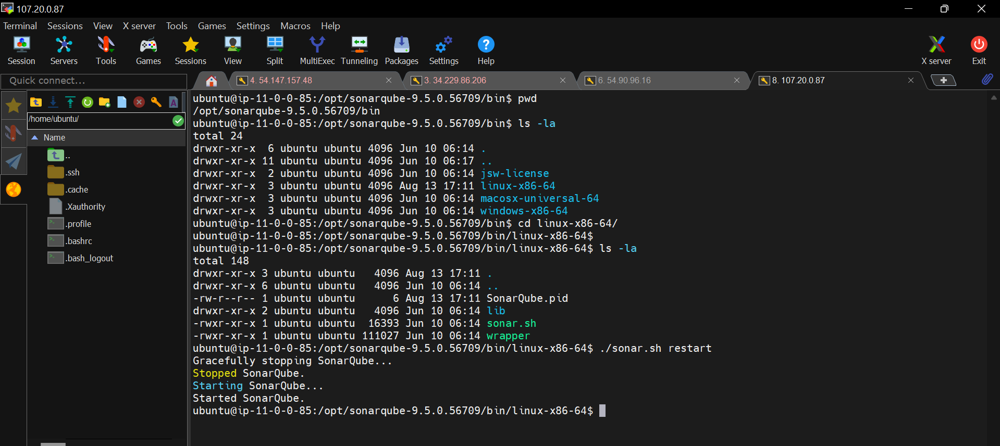 107.20.0.87
Terminal Sessions View X server Tools Games Settings Macros Help
Session Servers Tools Games Sessions View Split MultiExec Tunneling Packages Settings Help X server Exit
Quick connect...
4. 54.147.157.48
3. 34.229.86.206
6. 54.90.96.16
8. 107.20.0.87
/home/ubuntu/
Name
..
.ssh
.cache
.Xauthority
.profile
.bashrc
.bash_logout
ubuntu@ip-11-0-0-85:/opt/sonarqube-9.5.0.56709/bin$ pwd
/opt/sonarqube-9.5.0.56709/bin
ubuntu@ip-11-0-0-85:/opt/sonarqube-9.5.0.56709/bin$ ls -la
total 24
drwxr-xr-x  6 ubuntu ubuntu 4096 Jun 10 06:14 .
drwxr-xr-x 11 ubuntu ubuntu 4096 Jun 10 06:17 ..
drwxr-xr-x  2 ubuntu ubuntu 4096 Jun 10 06:14 jsw-license
drwxr-xr-x  3 ubuntu ubuntu 4096 Aug 13 17:11 linux-x86-64
drwxr-xr-x  3 ubuntu ubuntu 4096 Jun 10 06:14 macosx-universal-64
drwxr-xr-x  3 ubuntu ubuntu 4096 Jun 10 06:14 windows-x86-64
ubuntu@ip-11-0-0-85:/opt/sonarqube-9.5.0.56709/bin$ cd linux-x86-64/
ubuntu@ip-11-0-0-85:/opt/sonarqube-9.5.0.56709/bin/linux-x86-64$
ubuntu@ip-11-0-0-85:/opt/sonarqube-9.5.0.56709/bin/linux-x86-64$ ls -la
total 148
drwxr-xr-x 3 ubuntu ubuntu   4096 Aug 13 17:11 .
drwxr-xr-x 6 ubuntu ubuntu   4096 Jun 10 06:14 ..
-rw-r--r-- 1 ubuntu ubuntu      6 Aug 13 17:11 SonarQube.pid
drwxr-xr-x 2 ubuntu ubuntu   4096 Jun 10 06:14 lib
-rwxr-xr-x 1 ubuntu ubuntu  16393 Jun 10 06:14 sonar.sh
-rwxr-xr-x 1 ubuntu ubuntu 111027 Jun 10 06:14 wrapper
ubuntu@ip-11-0-0-85:/opt/sonarqube-9.5.0.56709/bin/linux-x86-64$ ./sonar.sh restart
Gracefully stopping SonarQube...
Stopped SonarQube.
Starting SonarQube...
Started SonarQube.
ubuntu@ip-11-0-0-85:/opt/sonarqube-9.5.0.56709/bin/linux-x86-64$